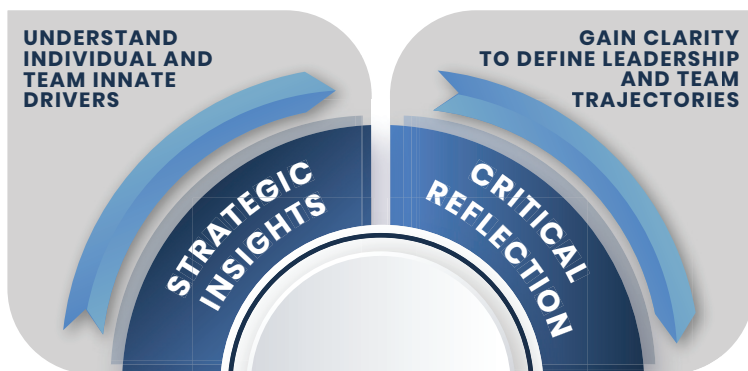 UNDERSTAND
INDIVIDUAL AND
TEAM INNATE
DRIVERS
GAIN CLARITY
TO DEFINE LEADERSHIP
AND TEAM
TRAJECTORIES
STRATEGIC
INSIGHTS
CRITICAL
REFLECTION